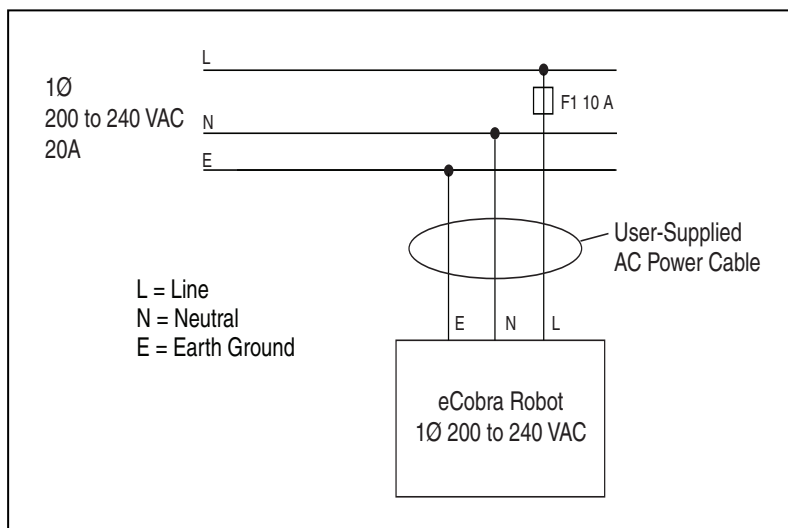 L
1Ø
200 to 240 VAC
20A
N
E
F1 10 A
User-Supplied
AC Power Cable
L = Line
N = Neutral
E = Earth Ground
E N L
eCobra Robot
1Ø 200 to 240 VAC